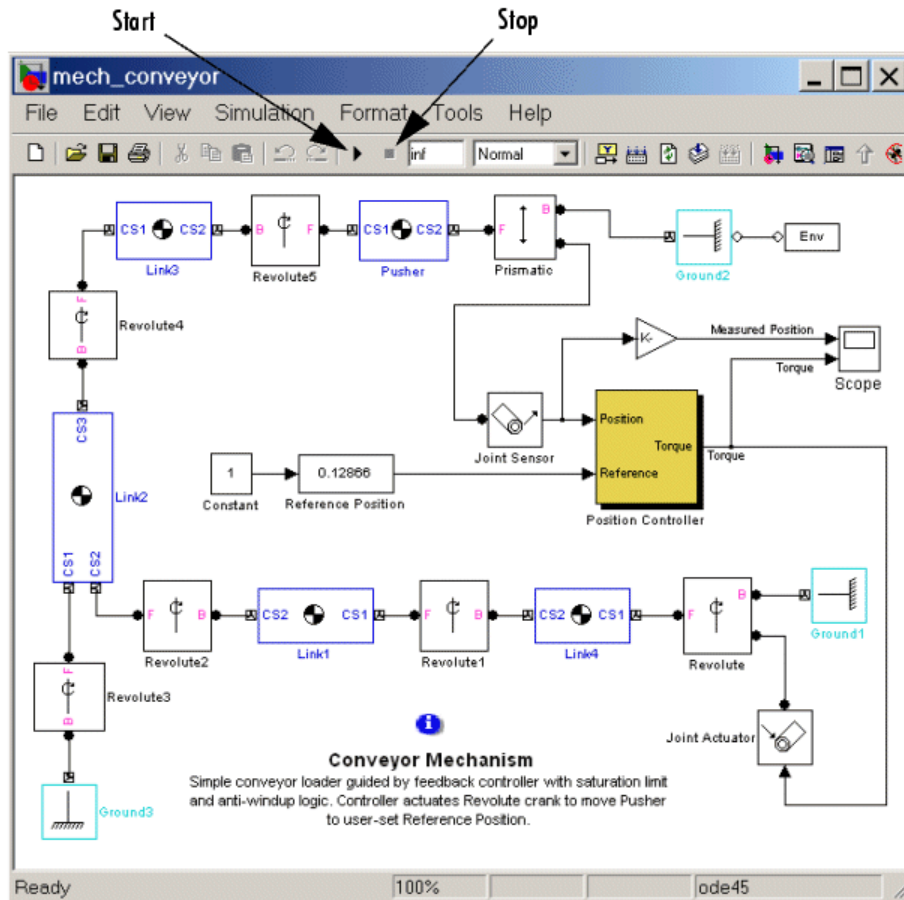 Start Stop
mech_conveyor
File Edit View Simulation Format Tools Help
inf Normal
CS1 CS2
Link3
B F
Revolute5
CS1 CS2
Pusher
F B
Prismatic
Ground2
Env
F
B
Revolute4
K-
Measured Position
Torque
Scope
CS3
CS1
CS2
Link2
Joint Sensor
Position
Reference
Torque
Torque
Position Controller
1
Constant
0.12866
Reference Position
F B
Revolute2
CS2 CS1
Link1
F B
Revolute1
CS2 CS1
Link4
F B
Revolute
Ground1
F
B
Revolute3
Ground3
Joint Actuator
i
Conveyor Mechanism
Simple conveyor loader guided by feedback controller with saturation limit
and anti-windup logic. Controller actuates Revolute crank to move Pusher
to user-set Reference Position.
Ready 100% ode45